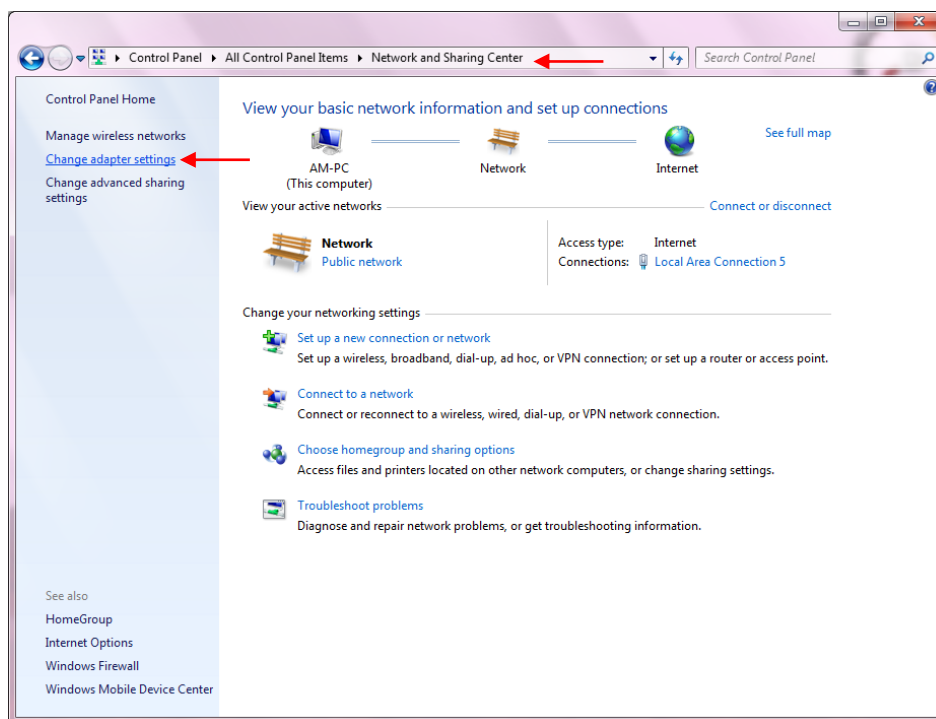 Control Panel ▸ All Control Panel Items ▸ Network and Sharing Center
Search Control Panel
Control Panel Home
Manage wireless networks
Change adapter settings
Change advanced sharing
settings
View your basic network information and set up connections
See full map
AM-PC
(This computer)
Network
Internet
View your active networks
Connect or disconnect
Network
Public network
Access type: Internet
Connections: Local Area Connection 5
Change your networking settings
Set up a new connection or network
Set up a wireless, broadband, dial-up, ad hoc, or VPN connection; or set up a router or access point.
Connect to a network
Connect or reconnect to a wireless, wired, dial-up, or VPN network connection.
Choose homegroup and sharing options
Access files and printers located on other network computers, or change sharing settings.
Troubleshoot problems
Diagnose and repair network problems, or get troubleshooting information.
See also
HomeGroup
Internet Options
Windows Firewall
Windows Mobile Device Center